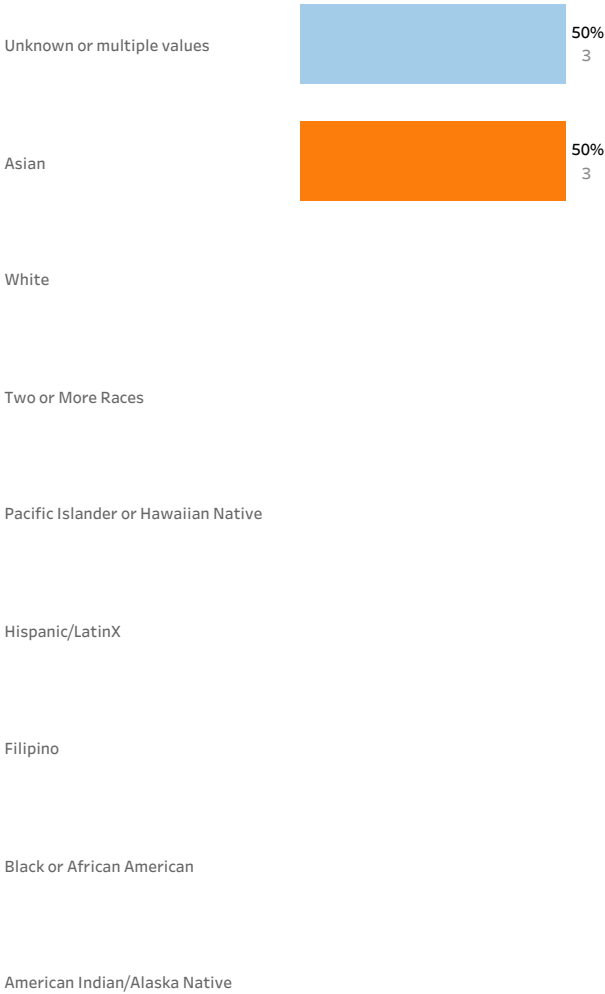 Unknown or multiple values
50%
3
Asian
50%
3
White
Two or More Races
Pacific Islander or Hawaiian Native
Hispanic/LatinX
Filipino
Black or African American
American Indian/Alaska Native